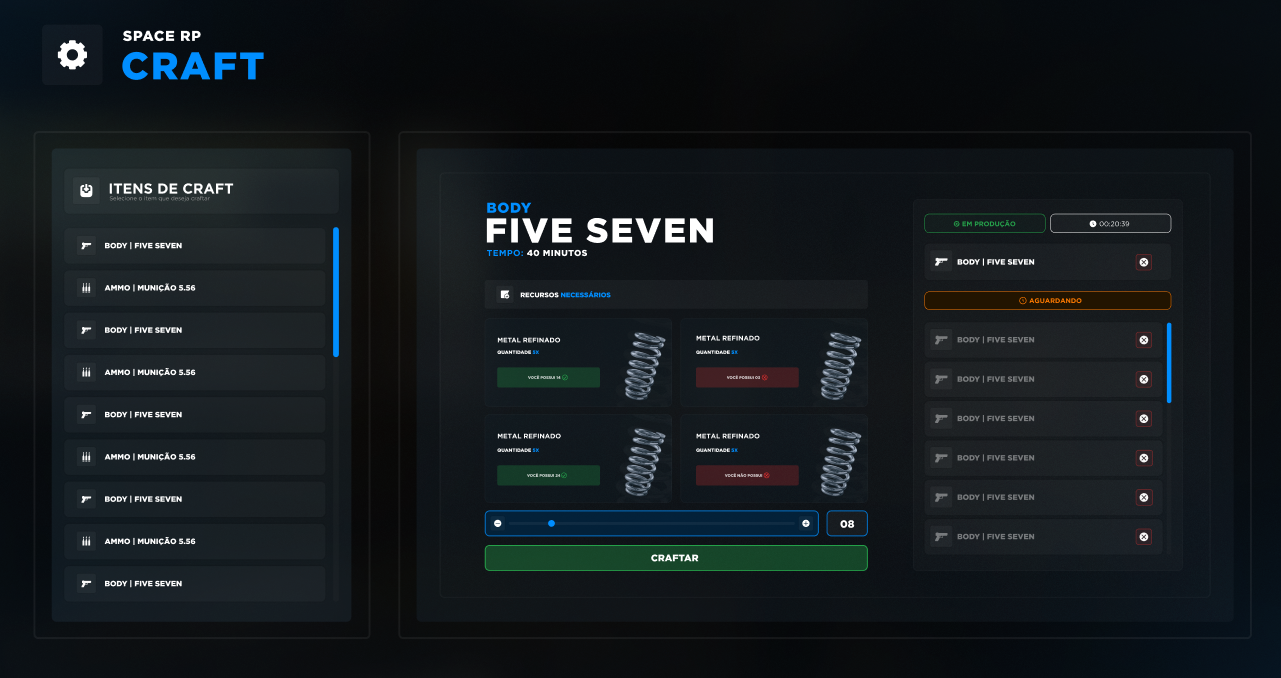 SPACE RP
CRAFT
ITENS DE CRAFT
Selecione o item que deseja craftar
BODY | FIVE SEVEN
AMMO | MUNIÇÃO 5.56
BODY | FIVE SEVEN
AMMO | MUNIÇÃO 5.56
BODY | FIVE SEVEN
AMMO | MUNIÇÃO 5.56
BODY | FIVE SEVEN
AMMO | MUNIÇÃO 5.56
BODY | FIVE SEVEN
BODY
FIVE SEVEN
TEMPO: 40 MINUTOS
RECURSOS NECESSÁRIOS
METAL REFINADO
QUANTIDADE 5X
VOCÊ POSSUI 14
METAL REFINADO
QUANTIDADE 5X
VOCÊ POSSUI 02
METAL REFINADO
QUANTIDADE 5X
VOCÊ POSSUI 24
METAL REFINADO
QUANTIDADE 5X
VOCÊ NÃO POSSUI
08
CRAFTAR
EM PRODUÇÃO
00:20:39
BODY | FIVE SEVEN
AGUARDANDO
BODY | FIVE SEVEN
BODY | FIVE SEVEN
BODY | FIVE SEVEN
BODY | FIVE SEVEN
BODY | FIVE SEVEN
BODY | FIVE SEVEN